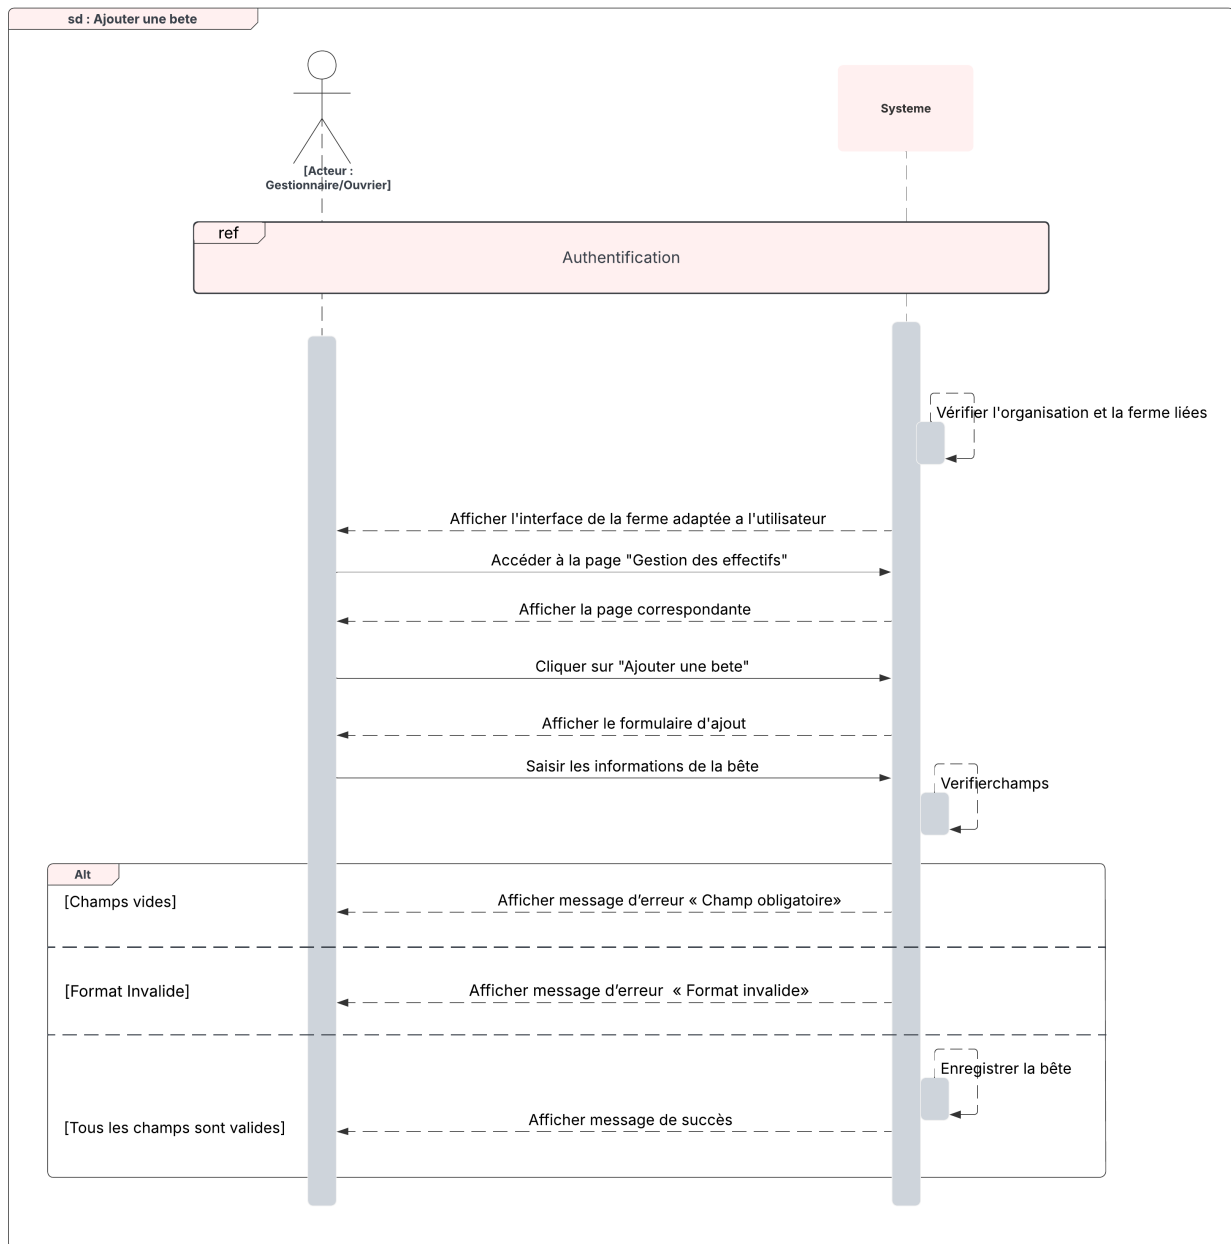 sd : Ajouter une bete
Systeme
[Acteur :
Gestionnaire/Ouvrier]
ref
Authentification
Vérifier l'organisation et la ferme liées
Afficher l'interface de la ferme adaptée a l'utilisateur
Accéder à la page "Gestion des effectifs"
Afficher la page correspondante
Cliquer sur "Ajouter une bete"
Afficher le formulaire d'ajout
Saisir les informations de la bête
Verifierchamps
Alt
[Champs vides]
Afficher message d’erreur « Champ obligatoire»
[Format Invalide]
Afficher message d’erreur  « Format invalide»
Enregistrer la bête
Afficher message de succès
[Tous les champs sont valides]